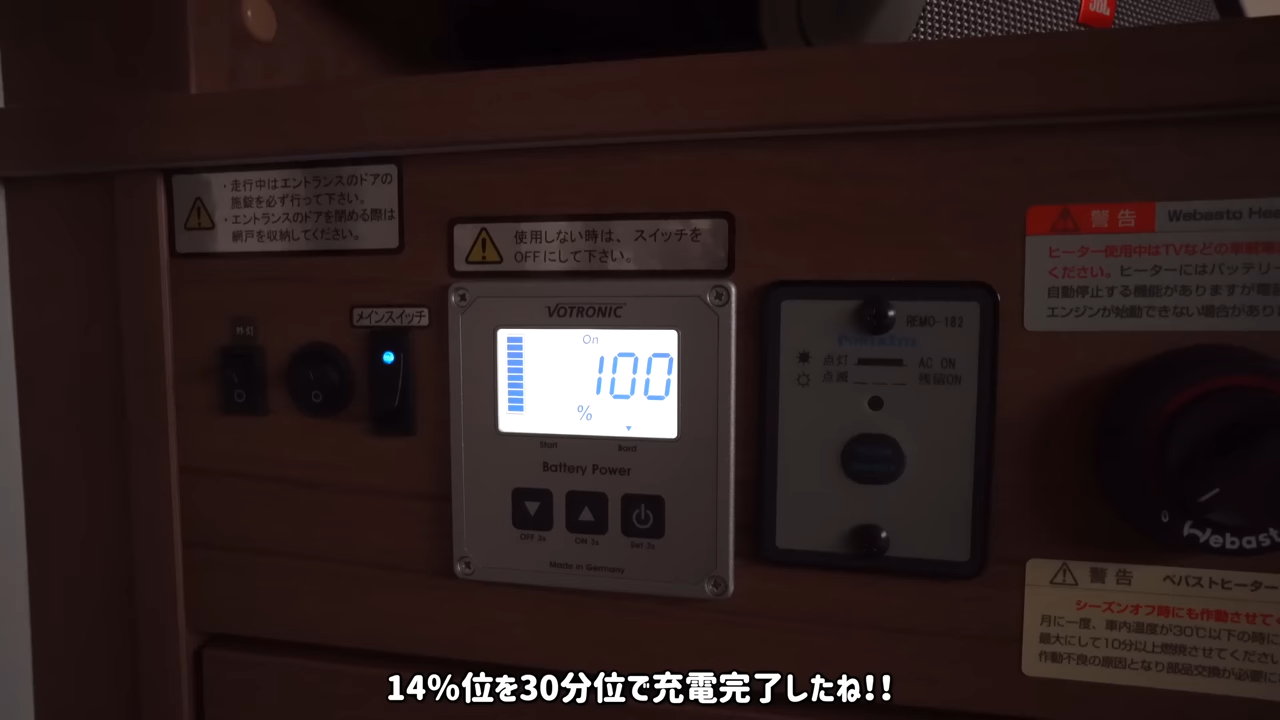 JBL
・走行中はエントランスのドアの
施錠を必ず行って下さい。
・エントランスのドアを閉める際は
網戸を収納してください。
使用しない時は、スイッチを
OFFにして下さい。
警告 Webasto
ヒーター使用中はTVなどの
ください。ヒーターにはバッテリ
自動停止する機能がありますが電
エンジンが始動できない場合があり
メインスイッチ
VOTRONIC
On
100
%
Start Bord
Battery Power
OFF 3s ON 3s Set 3s
Made in Germany
REMO-182
点灯 AC ON
点滅 残留ON
0
Webast
警告 ベバストヒーター
シーズンオフ時にも作動させて
月に一度、車内温度が30℃以下の時に
最大にして10分以上燃焼させてくださ
作動不良の原因となり部品交換が必要
14%位を30分位で充電完了したね!!